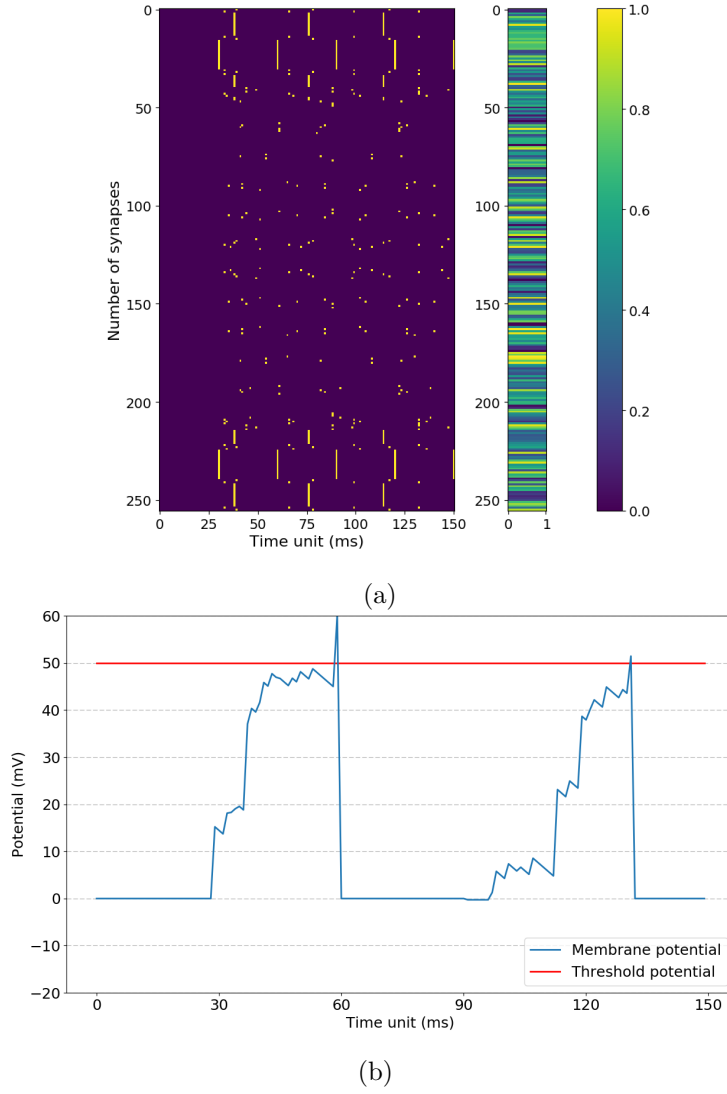 0
50
100
150
200
250
Number of synapses
0 25 50 75 100 125 150
Time unit (ms)
0
50
100
150
200
250
0 1
1.0
0.8
0.6
0.4
0.2
0.0
(a)
60
50
40
30
20
10
0
−10
−20
Potential (mV)
Membrane potential
Threshold potential
0 30 60 90 120 150
Time unit (ms)
(b)